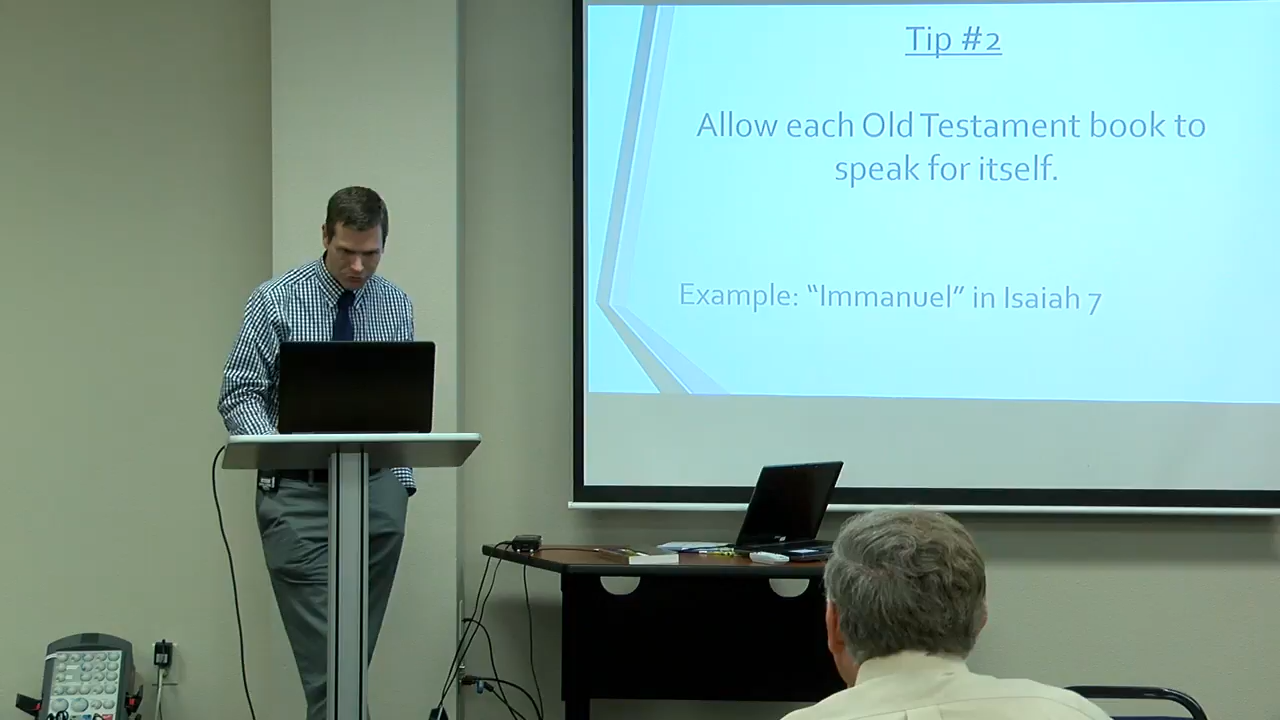 Tip #2
Allow each Old Testament book to
speak for itself.
Example: “Immanuel” in Isaiah 7